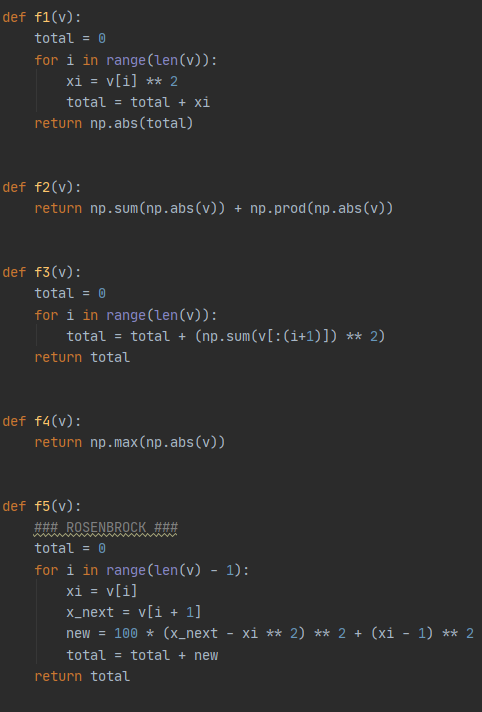 def f1(v):
    total = 0
    for i in range(len(v)):
        xi = v[i] ** 2
        total = total + xi
    return np.abs(total)
def f2(v):
    return np.sum(np.abs(v)) + np.prod(np.abs(v))
def f3(v):
    total = 0
    for i in range(len(v)):
        total = total + (np.sum(v[:(i+1)]) ** 2)
    return total
def f4(v):
    return np.max(np.abs(v))
def f5(v):
    ### ROSENBROCK ###
    total = 0
    for i in range(len(v) - 1):
        xi = v[i]
        x_next = v[i + 1]
        new = 100 * (x_next - xi ** 2) ** 2 + (xi - 1) ** 2
        total = total + new
    return total